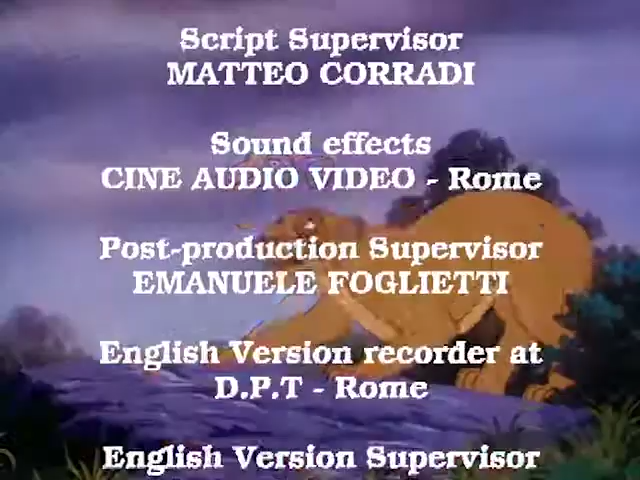 Script Supervisor
MATTEO CORRADI
Sound effects
CINE AUDIO VIDEO - Rome
Post-production Supervisor
EMANUELE FOGLIETTI
English Version recorder at
D.P.T - Rome
English Version Supervisor